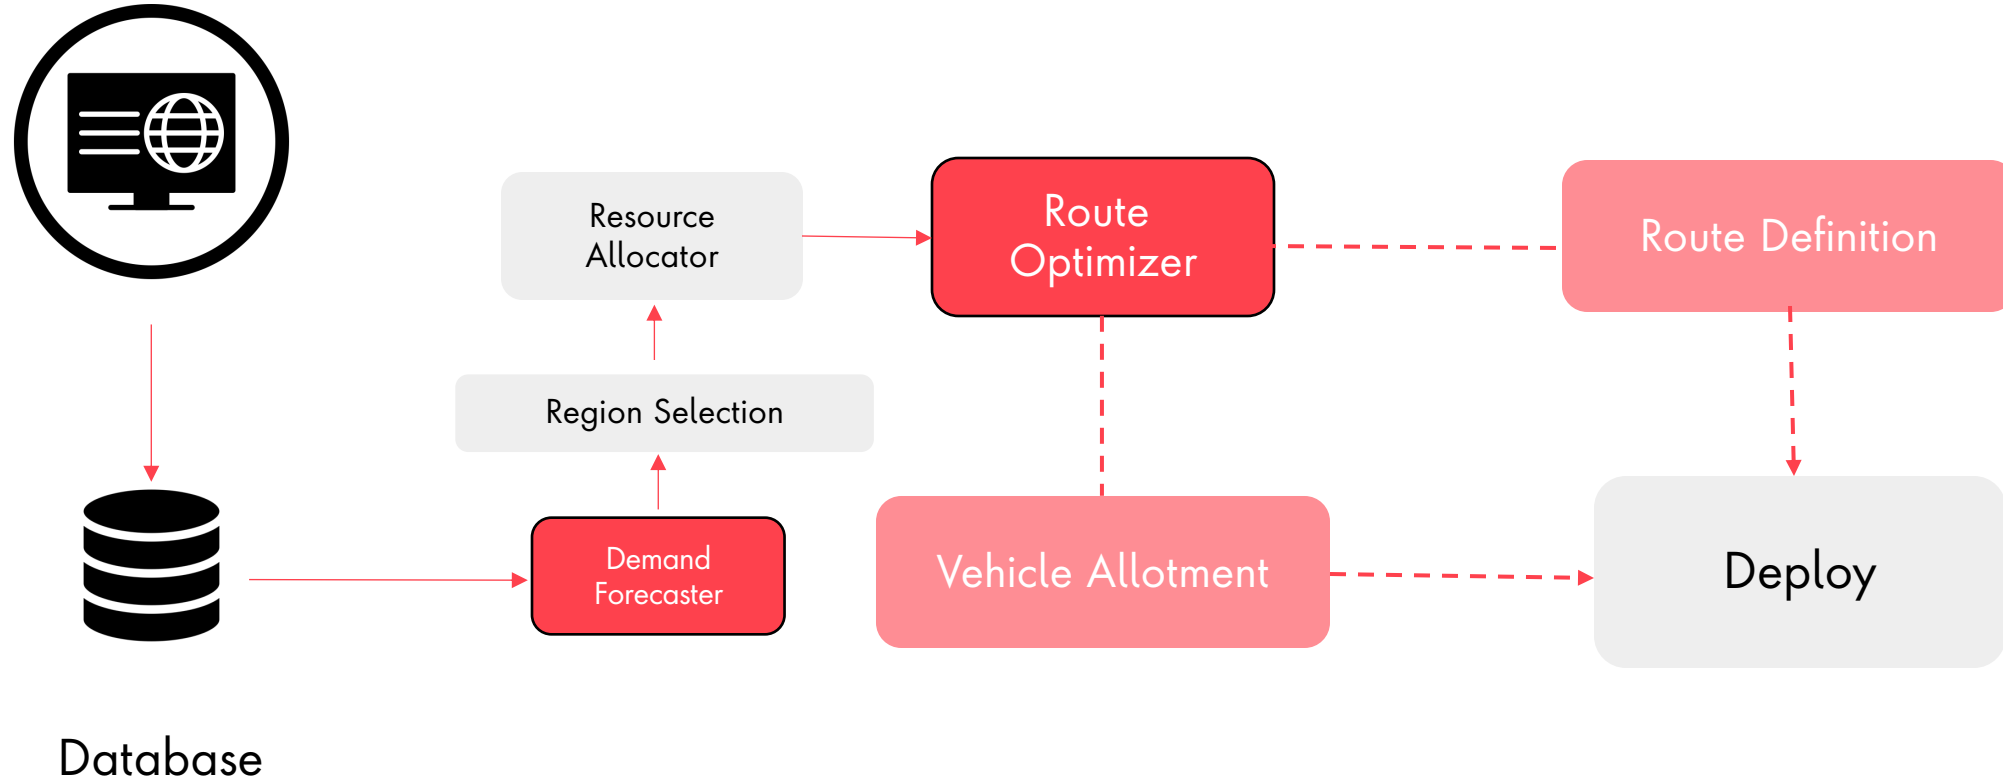 Resource
Allocator
Route
Optimizer
Route Definition
Region Selection
Demand
Forecaster
Vehicle Allotment
Deploy
Database